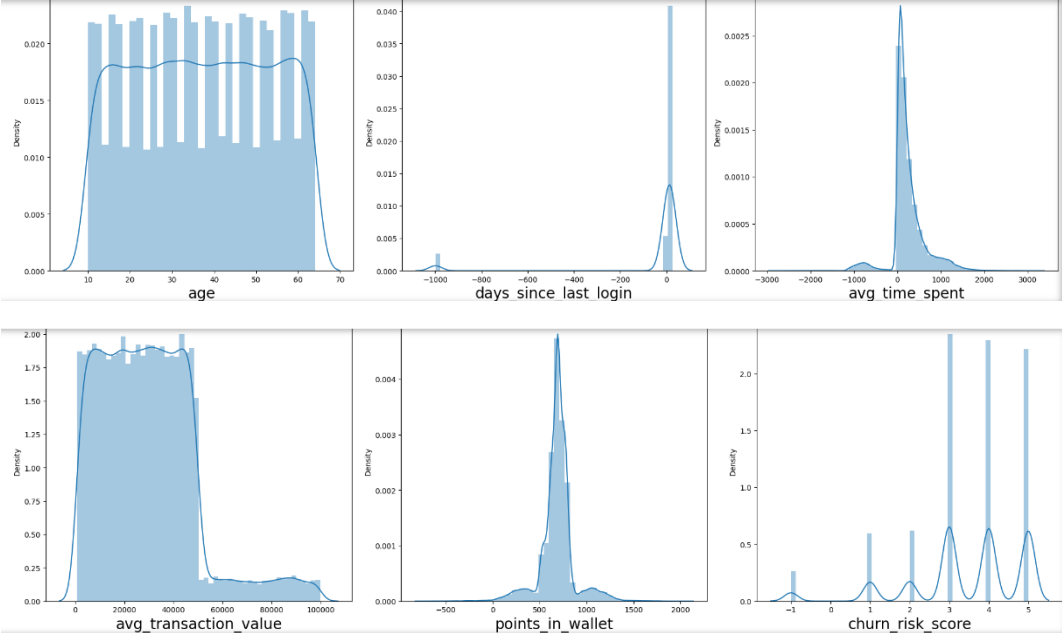 0.020
0.015
0.010
0.005
0.000
Density
10 20 30 40 50 60 70
age
0.040
0.035
0.030
0.025
0.020
0.015
0.010
0.005
0.000
Density
−1000 −800 −600 −400 −200 0
days_since_last_login
0.0025
0.0020
0.0015
0.0010
0.0005
0.0000
Density
−3000 −2000 −1000 0 1000 2000 3000
avg_time_spent
2.00
1.75
1.50
1.25
1.00
0.75
0.50
0.25
0.00
Density
0 20000 40000 60000 80000 100000
avg_transaction_value
0.004
0.003
0.002
0.001
0.000
Density
−500 0 500 1000 1500 2000
points_in_wallet
2.0
1.5
1.0
0.5
0.0
Density
−1 0 1 2 3 4 5
churn_risk_score